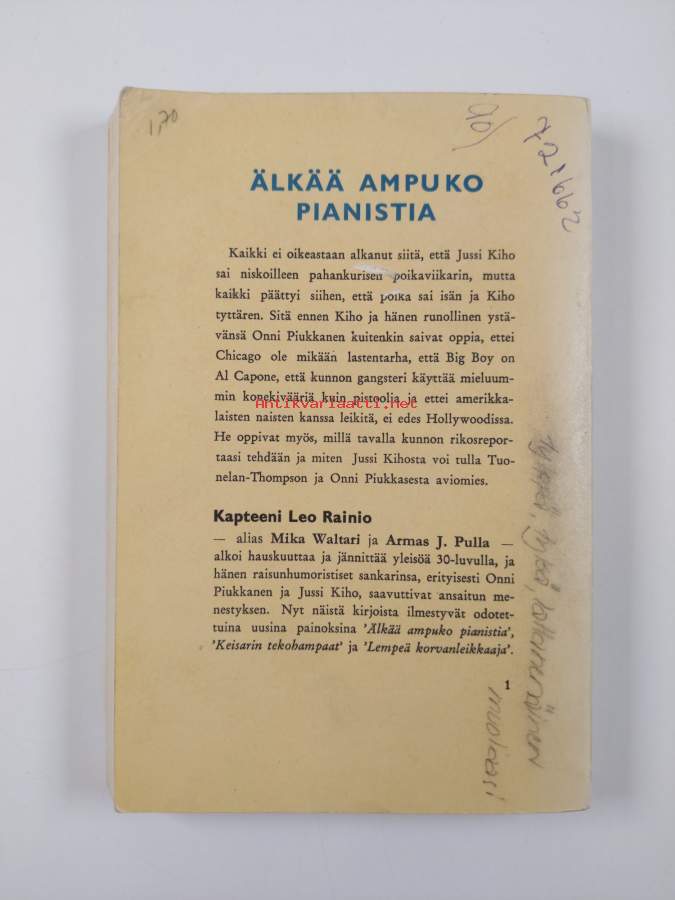 1,70
721662
ÄLKÄÄ AMPUKO
PIANISTIA
Kaikki ei oikeastaan alkanut siitä, että Jussi Kiho
sai niskoilleen pahankurisen poikaviikarin, mutta
kaikki päättyi siihen, että poika sai isän ja Kiho
tyttären. Sitä ennen Kiho ja hänen runollinen ystä-
vänsä Onni Piukkanen kuitenkin saivat oppia, ettei
Chicago ole mikään lastentarha, että Big Boy on
Al Capone, että kunnon gangsteri käyttää mieluum-
min konekivääriä kuin pistoolia ja ettei amerikka-
Antikvariaatti.net
laisten naisten kanssa leikitä, ei edes Hollywoodissa.
He oppivat myös, millä tavalla kunnon rikosrepor-
taasi tehdään ja miten Jussi Kihosta voi tulla Tuo-
nelan-Thompson ja Onni Piukkasesta aviomies.
Kapteeni Leo Rainio
— alias Mika Waltari ja Armas J. Pulla —
alkoi hauskuuttaa ja jännittää yleisöä 30-luvulla, ja
hänen raisunhumoristiset sankarinsa, erityisesti Onni
Piukkanen ja Jussi Kiho, saavuttivat ansaitun me-
nestyksen. Nyt näistä kirjoista ilmestyvät odotet-
tuina uusina painoksina 'Älkää ampuko pianistia',
'Keisarin tekohampaat' ja 'Lempeä korvanleikkaaja'.
1